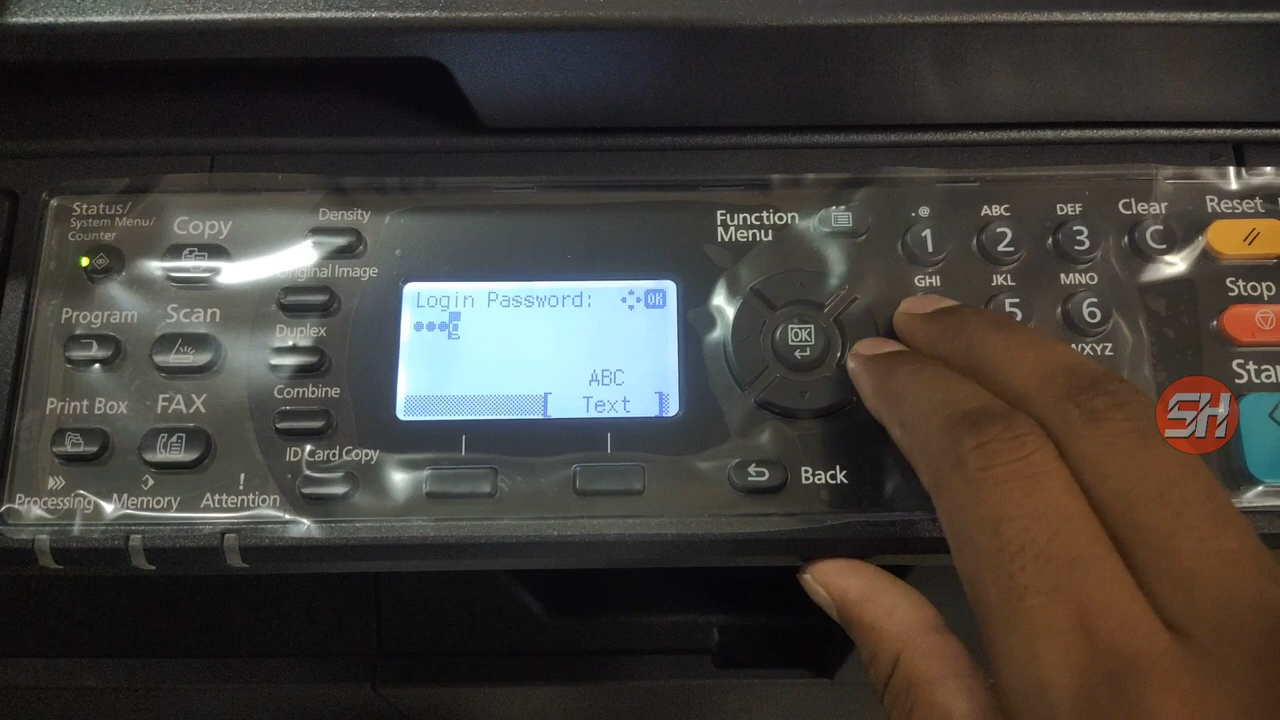 Status/
System Menu/
Counter
Copy
Density
Original Image
Program
Scan
Duplex
Combine
Print Box
FAX
ID Card Copy
Processing
Memory
! Attention
Login Password:
OK
ABC
[ Text ]
Function
Menu
OK
Back
.@
ABC
DEF
Clear
Reset
1
2
3
C
GHI
JKL
MNO
5
6
WXYZ
Stop
Star
SH